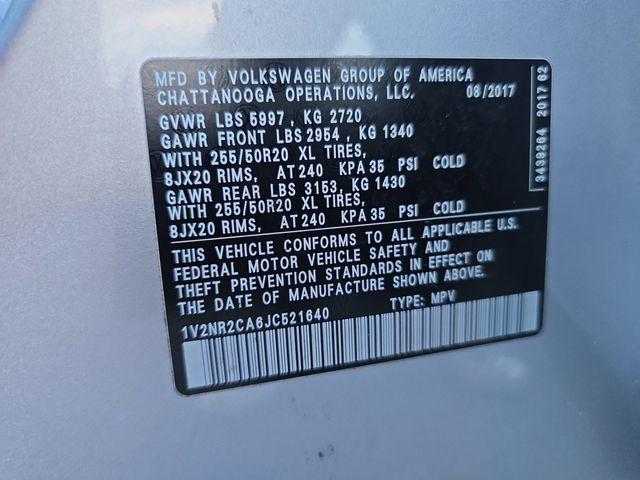 MFD BY VOLKSWAGEN GROUP OF AMERICA
CHATTANOOGA OPERATIONS, LLC. 08/2017
GVWR LBS 5997 , KG 2720
GAWR FRONT LBS 2954 , KG 1340
WITH 255/50R20 XL TIRES,
8JX20 RIMS, AT 240 KPA 35 PSI COLD
GAWR REAR LBS 3153, KG 1430
WITH 255/50R20 XL TIRES,
8JX20 RIMS, AT 240 KPA 35 PSI COLD
THIS VEHICLE CONFORMS TO ALL APPLICABLE U.S.
FEDERAL MOTOR VEHICLE SAFETY AND
THEFT PREVENTION STANDARDS IN EFFECT ON
THE DATE OF MANUFACTURE SHOWN ABOVE.
1V2NR2CA6JC521640 TYPE: MPV
3439264 2017 62